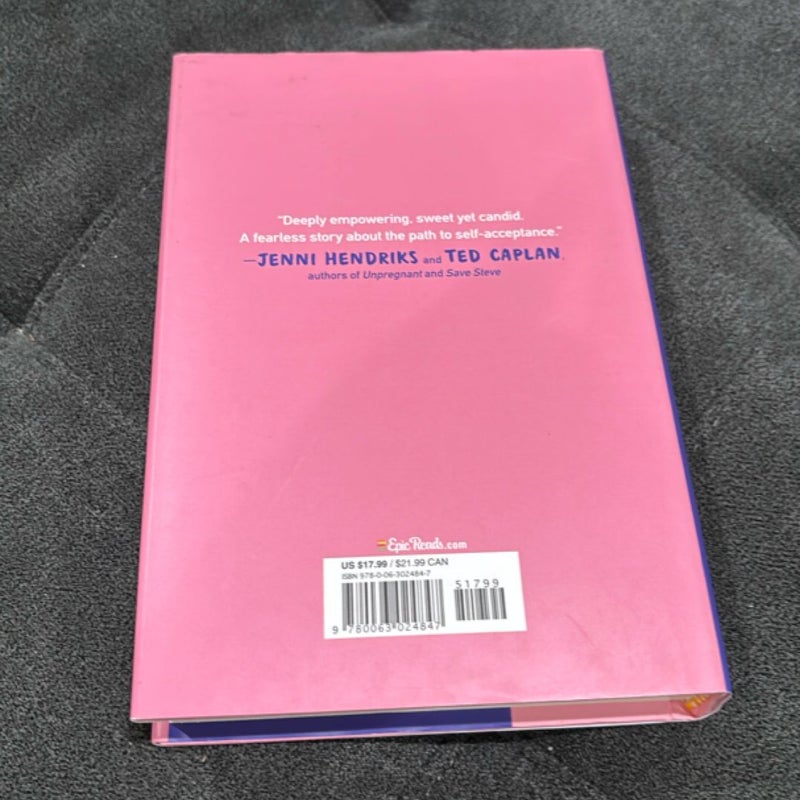 "Deeply empowering, sweet yet candid.
A fearless story about the path to self-acceptance."
—JENNI HENDRIKS and TED CAPLAN,
authors of Unpregnant and Save Steve
EpicReads.com
US $17.99 / $21.99 CAN
ISBN 978-0-06-302484-7
51799
9 780063 024847